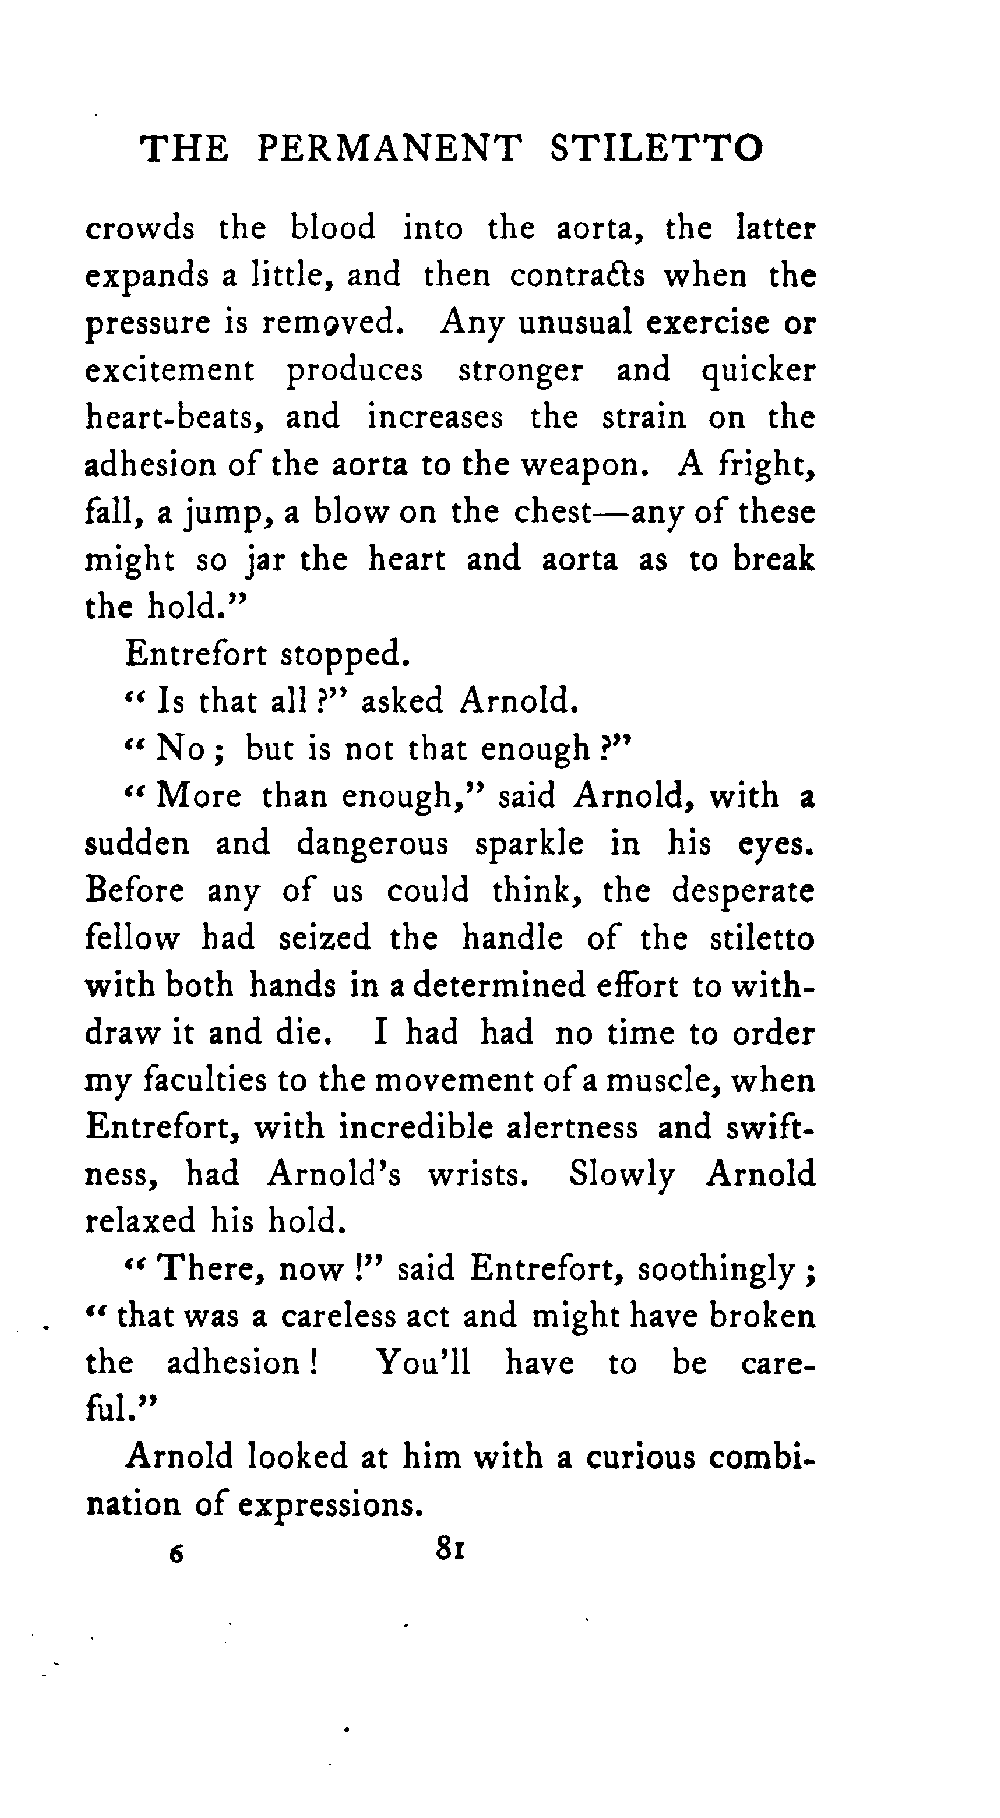 THE PERMANENT STILETTO
crowds the blood into the aorta, the latter
expands a little, and then contracts when the
pressure is removed. Any unusual exercise or
excitement produces stronger and quicker
heart-beats, and increases the strain on the
adhesion of the aorta to the weapon. A fright,
fall, a jump, a blow on the chest—any of these
might so jar the heart and aorta as to break
the hold.”
Entrefort stopped.
“ Is that all ?” asked Arnold.
“ No ; but is not that enough ?”
“ More than enough,” said Arnold, with a
sudden and dangerous sparkle in his eyes.
Before any of us could think, the desperate
fellow had seized the handle of the stiletto
with both hands in a determined effort to with-
draw it and die. I had had no time to order
my faculties to the movement of a muscle, when
Entrefort, with incredible alertness and swift-
ness, had Arnold’s wrists. Slowly Arnold
relaxed his hold.
“ There, now !” said Entrefort, soothingly ;
“ that was a careless act and might have broken
the adhesion ! You’ll have to be care-
ful.”
Arnold looked at him with a curious combi-
nation of expressions.
6 81